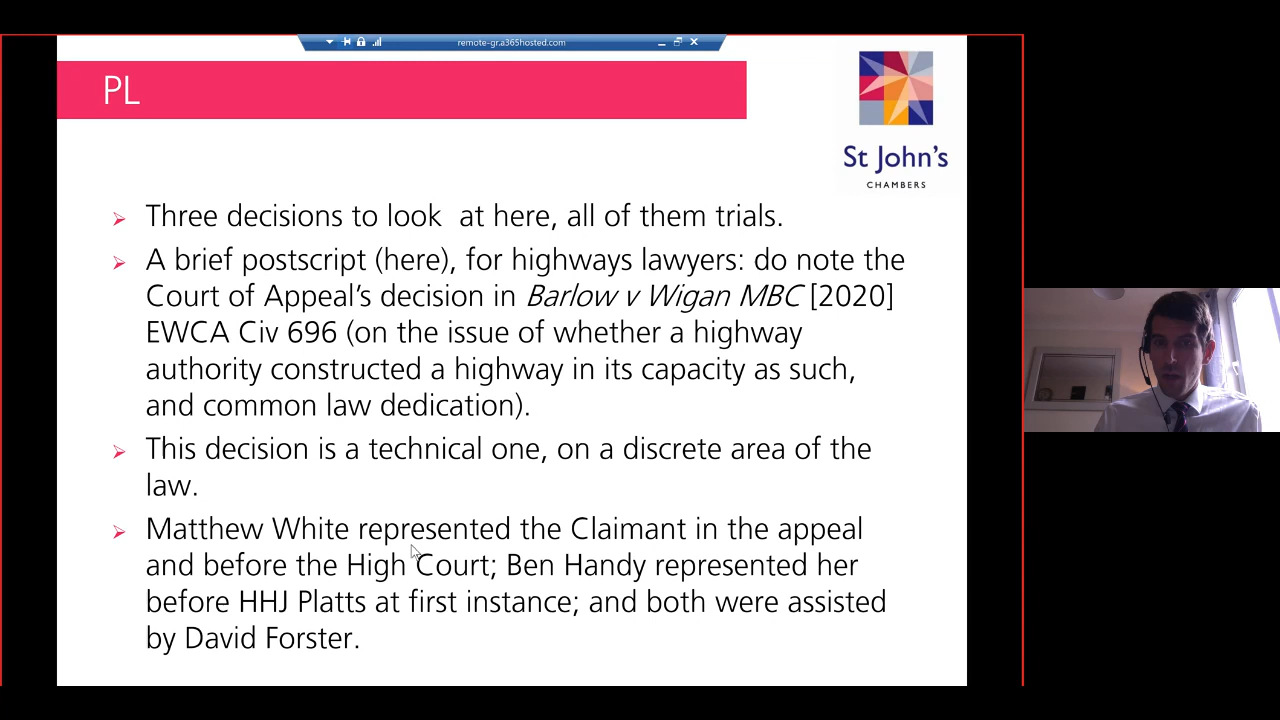 remote-gr.a365hosted.com
PL
St John's
CHAMBERS
Three decisions to look at here, all of them trials.
A brief postscript (here), for highways lawyers: do note the
Court of Appeal's decision in Barlow v Wigan MBC [2020]
EWCA Civ 696 (on the issue of whether a highway
authority constructed a highway in its capacity as such,
and common law dedication).
This decision is a technical one, on a discrete area of the
law.
Matthew White represented the Claimant in the appeal
and before the High Court; Ben Handy represented her
before HHJ Platts at first instance; and both were assisted
by David Forster.